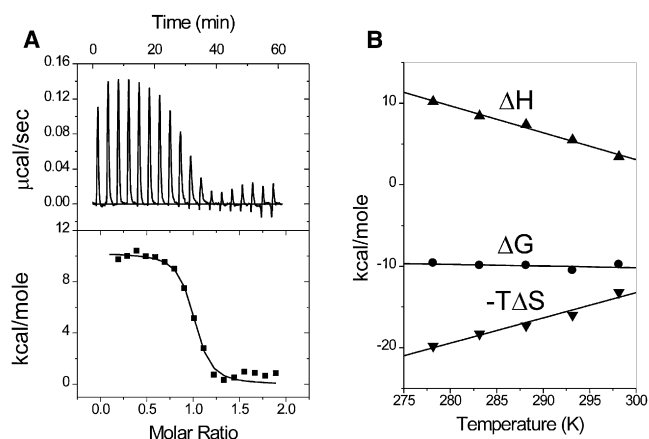 A
Time (min)
0 20 40 60
0.16
0.12
0.08
0.04
0.00
μcal/sec
12
8
4
0
kcal/mole
0.0 0.5 1.0 1.5 2.0
Molar Ratio
B
10
0
-10
-20
kcal/mole
ΔH
ΔG
-TΔS
275 280 285 290 295 300
Temperature (K)